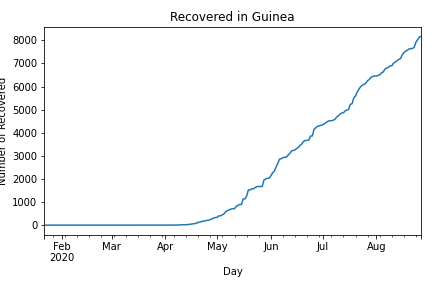 Recovered in Guinea
Number of Recovered
8000
7000
6000
5000
4000
3000
2000
1000
0
Feb Mar Apr May Jun Jul Aug
2020
Day